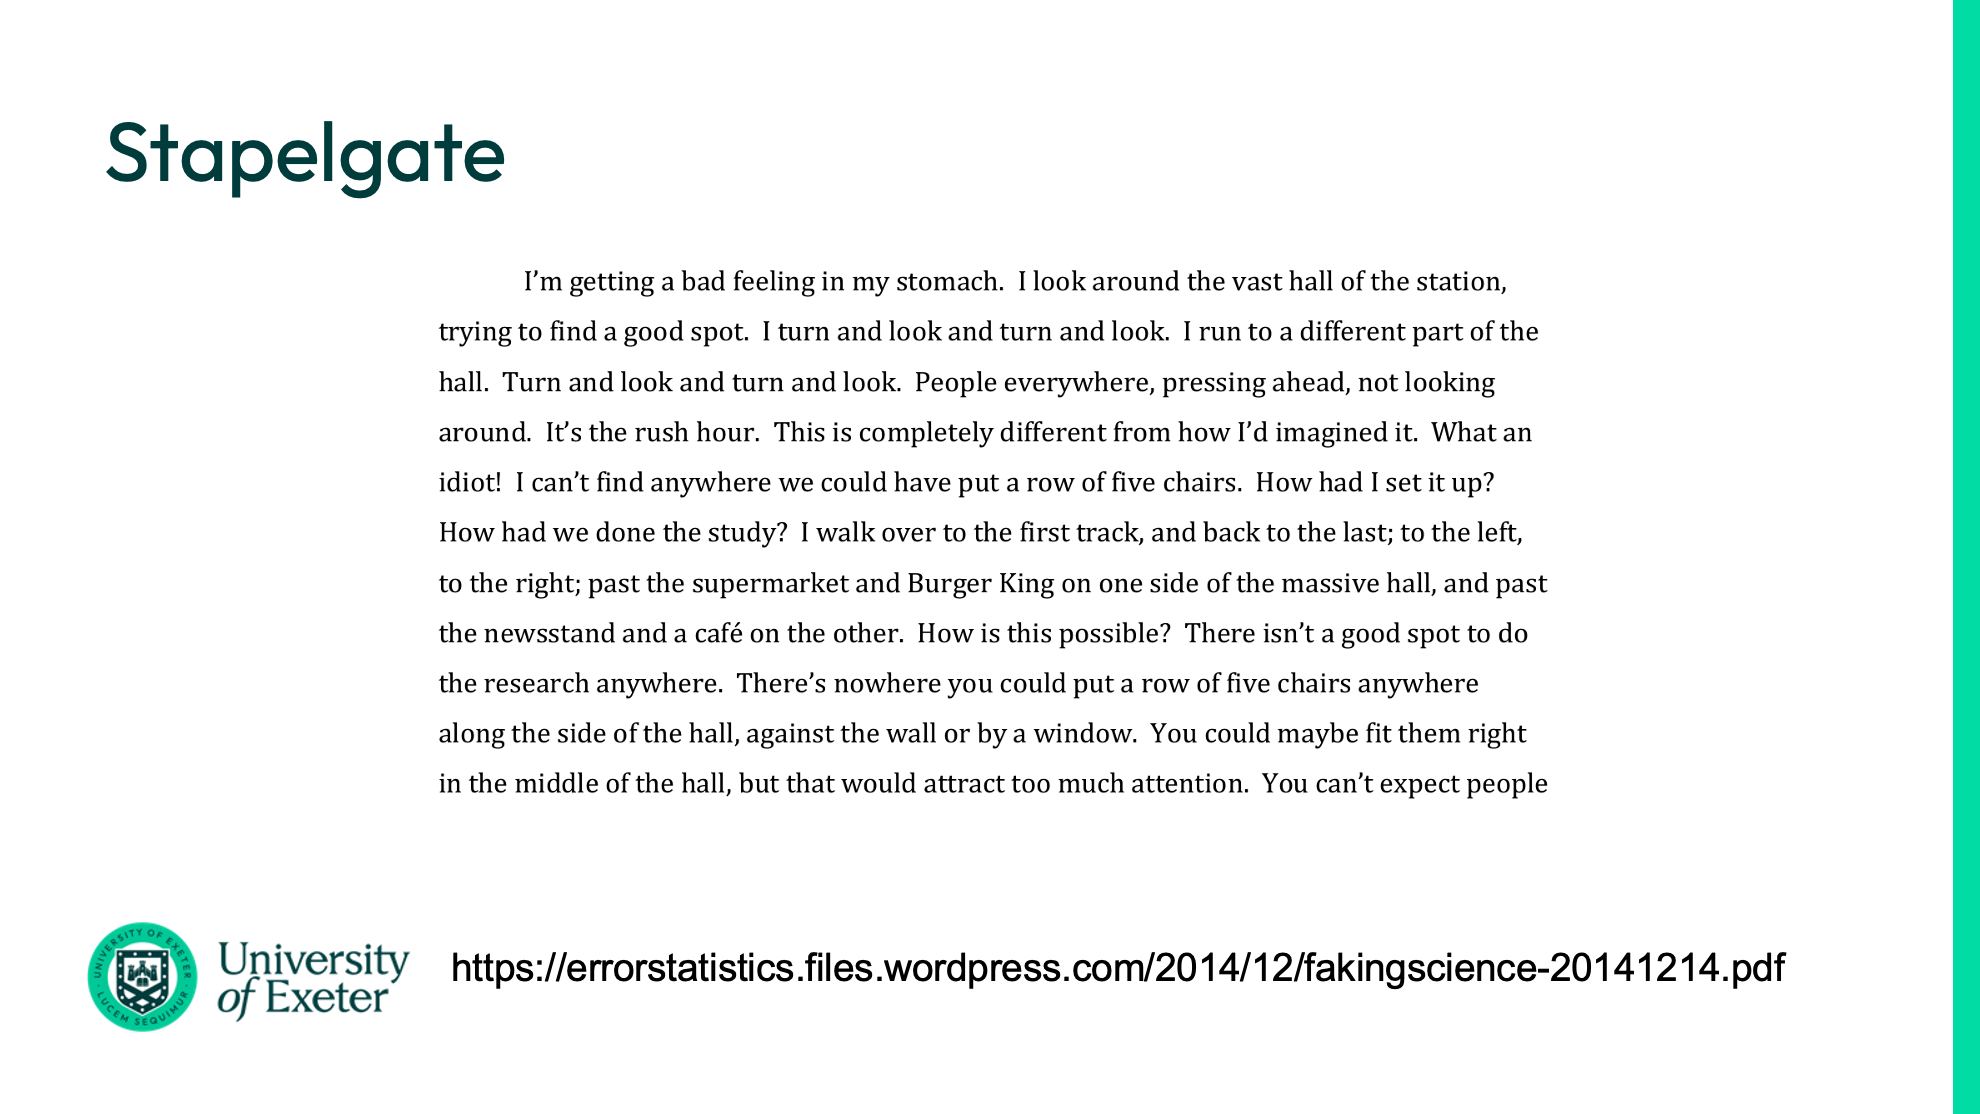 Stapelgate
I’m getting a bad feeling in my stomach.  I look around the vast hall of the station,
trying to find a good spot.  I turn and look and turn and look.  I run to a different part of the
hall.  Turn and look and turn and look.  People everywhere, pressing ahead, not looking
around.  It’s the rush hour.  This is completely different from how I’d imagined it.  What an
idiot!  I can’t find anywhere we could have put a row of five chairs.  How had I set it up?
How had we done the study?  I walk over to the first track, and back to the last; to the left,
to the right; past the supermarket and Burger King on one side of the massive hall, and past
the newsstand and a café on the other.  How is this possible?  There isn’t a good spot to do
the research anywhere.  There’s nowhere you could put a row of five chairs anywhere
along the side of the hall, against the wall or by a window.  You could maybe fit them right
in the middle of the hall, but that would attract too much attention.  You can’t expect people
UNIVERSITY OF EXETER
LUCEM SEQUIMUR
University
of Exeter
https://errorstatistics.files.wordpress.com/2014/12/fakingscience-20141214.pdf